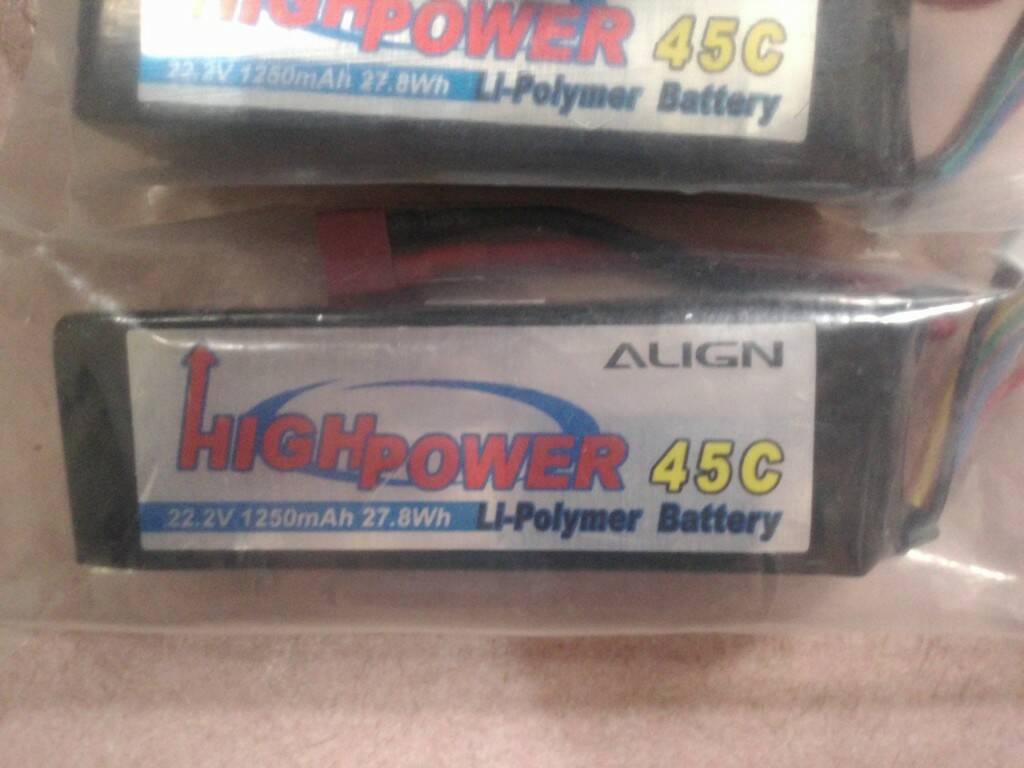 HIGHPOWER 45C
22.2V 1250mAh 27.8Wh Li-Polymer Battery
ALIGN
HIGHPOWER 45C
22.2V 1250mAh 27.8Wh Li-Polymer Battery